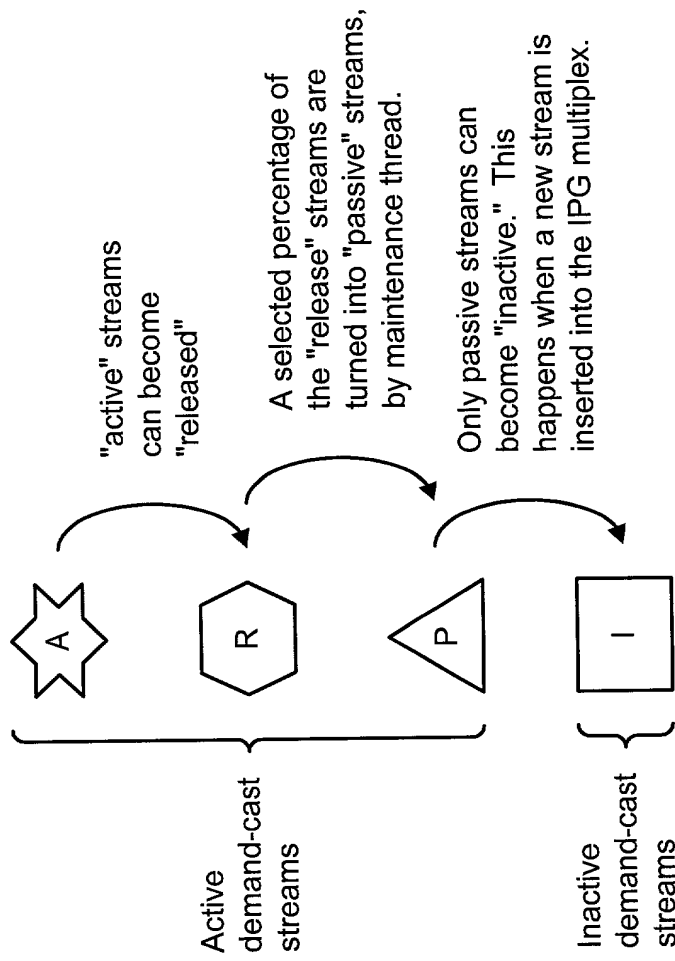 Active
demand-cast
streams
Inactive
demand-cast
streams
A
R
P
I
"active" streams
can become
"released"
A selected percentage of
the "release" streams are
turned into "passive" streams,
by maintenance thread.
Only passive streams can
become "inactive." This
happens when a new stream is
inserted into the IPG multiplex.